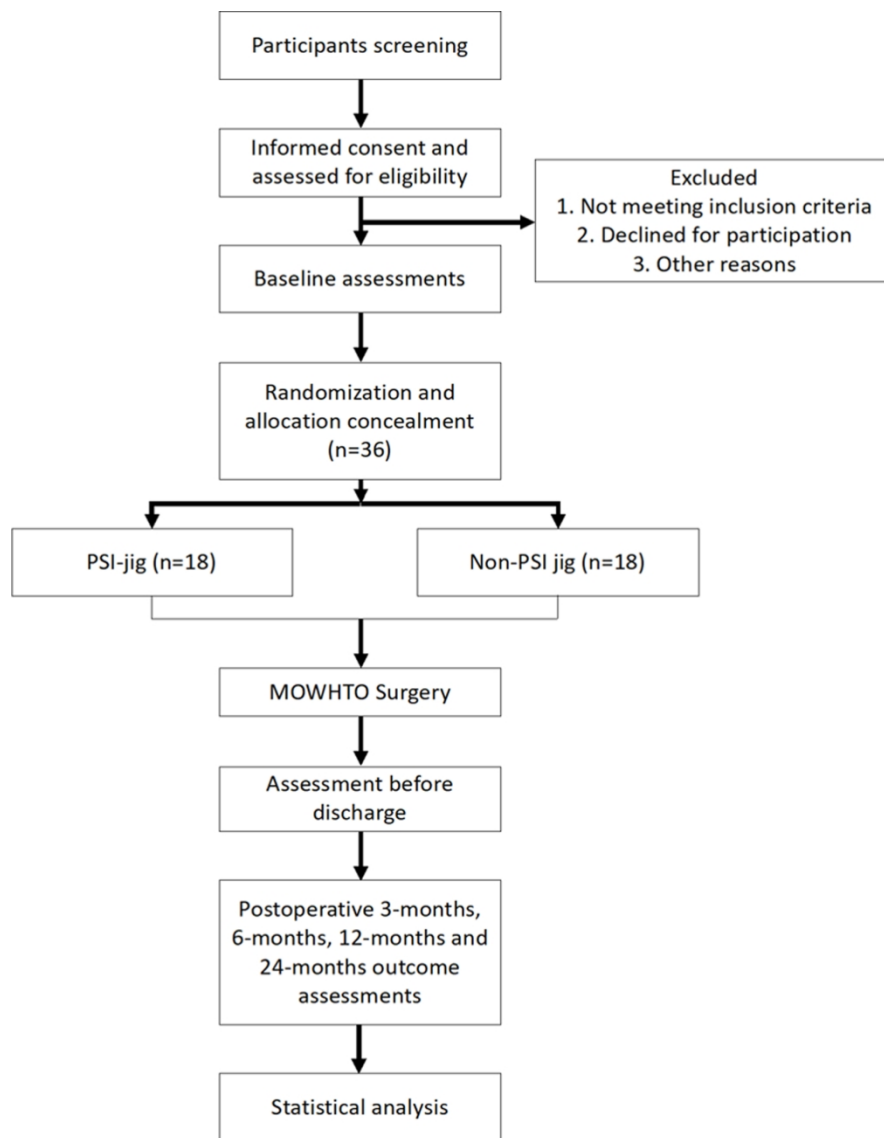 Participants screening
Informed consent and
assessed for eligibility
Excluded
1. Not meeting inclusion criteria
2. Declined for participation
3. Other reasons
Baseline assessments
Randomization and
allocation concealment
(n=36)
PSI-jig (n=18)
Non-PSI jig (n=18)
MOWHTO Surgery
Assessment before
discharge
Postoperative 3-months,
6-months, 12-months and
24-months outcome
assessments
Statistical analysis